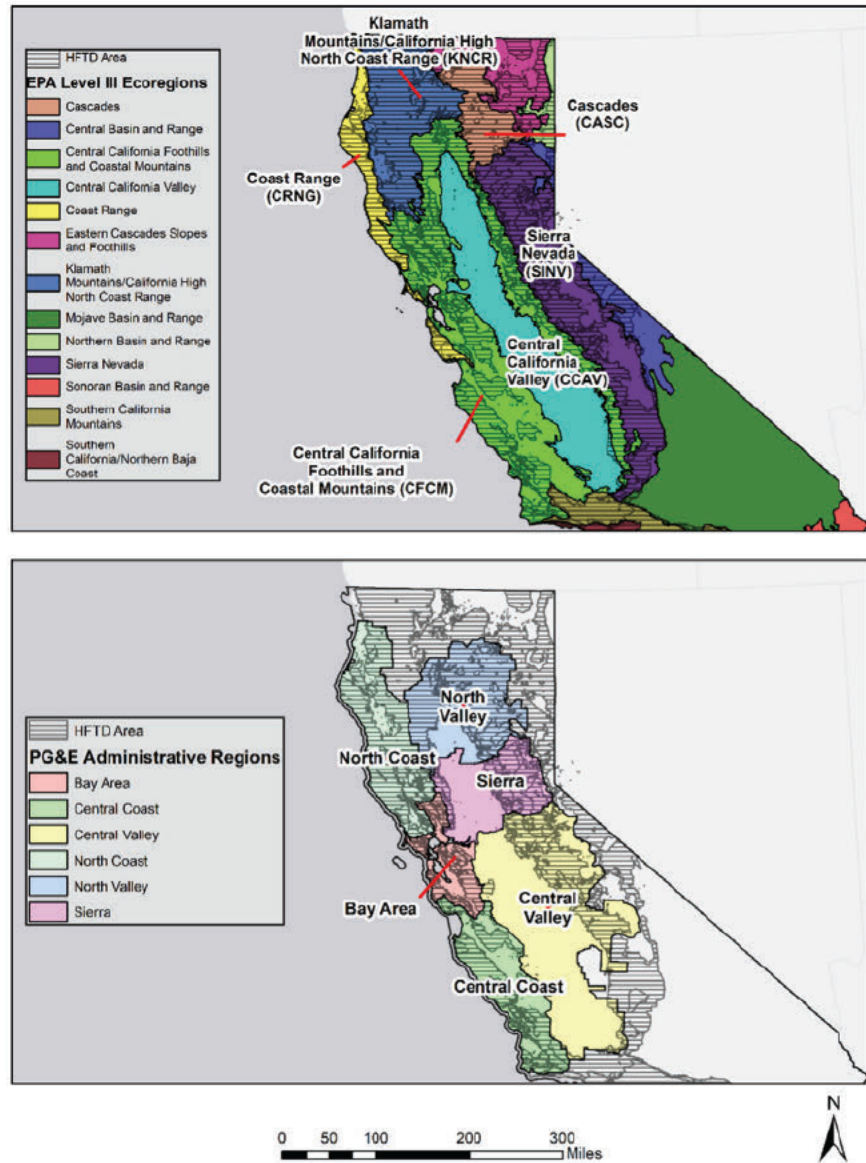 HFTD Area
EPA Level III Ecoregions
Cascades
Central Basin and Range
Central California Foothills
and Coastal Mountains
Central California Valley
Coast Range
Eastern Cascades Slopes
and Foothills
Klamath
Mountains/California High
North Coast Range
Mojave Basin and Range
Northern Basin and Range
Sierra Nevada
Sonoran Basin and Range
Southern California
Mountains
Southern
California/Northern Baja
Coast
Klamath
Mountains/California High
North Coast Range (KNCR)
Cascades
(CASC)
Coast Range
(CRNG)
Sierra
Nevada
(SINV)
Central
California
Valley (CCAV)
Central California
Foothills and
Coastal Mountains (CFCM)
HFTD Area
PG&E Administrative Regions
Bay Area
Central Coast
Central Valley
North Coast
North Valley
Sierra
North
Valley
North Coast
Sierra
Bay Area
Central
Valley
Central Coast
N
0 50 100 200 300
Miles